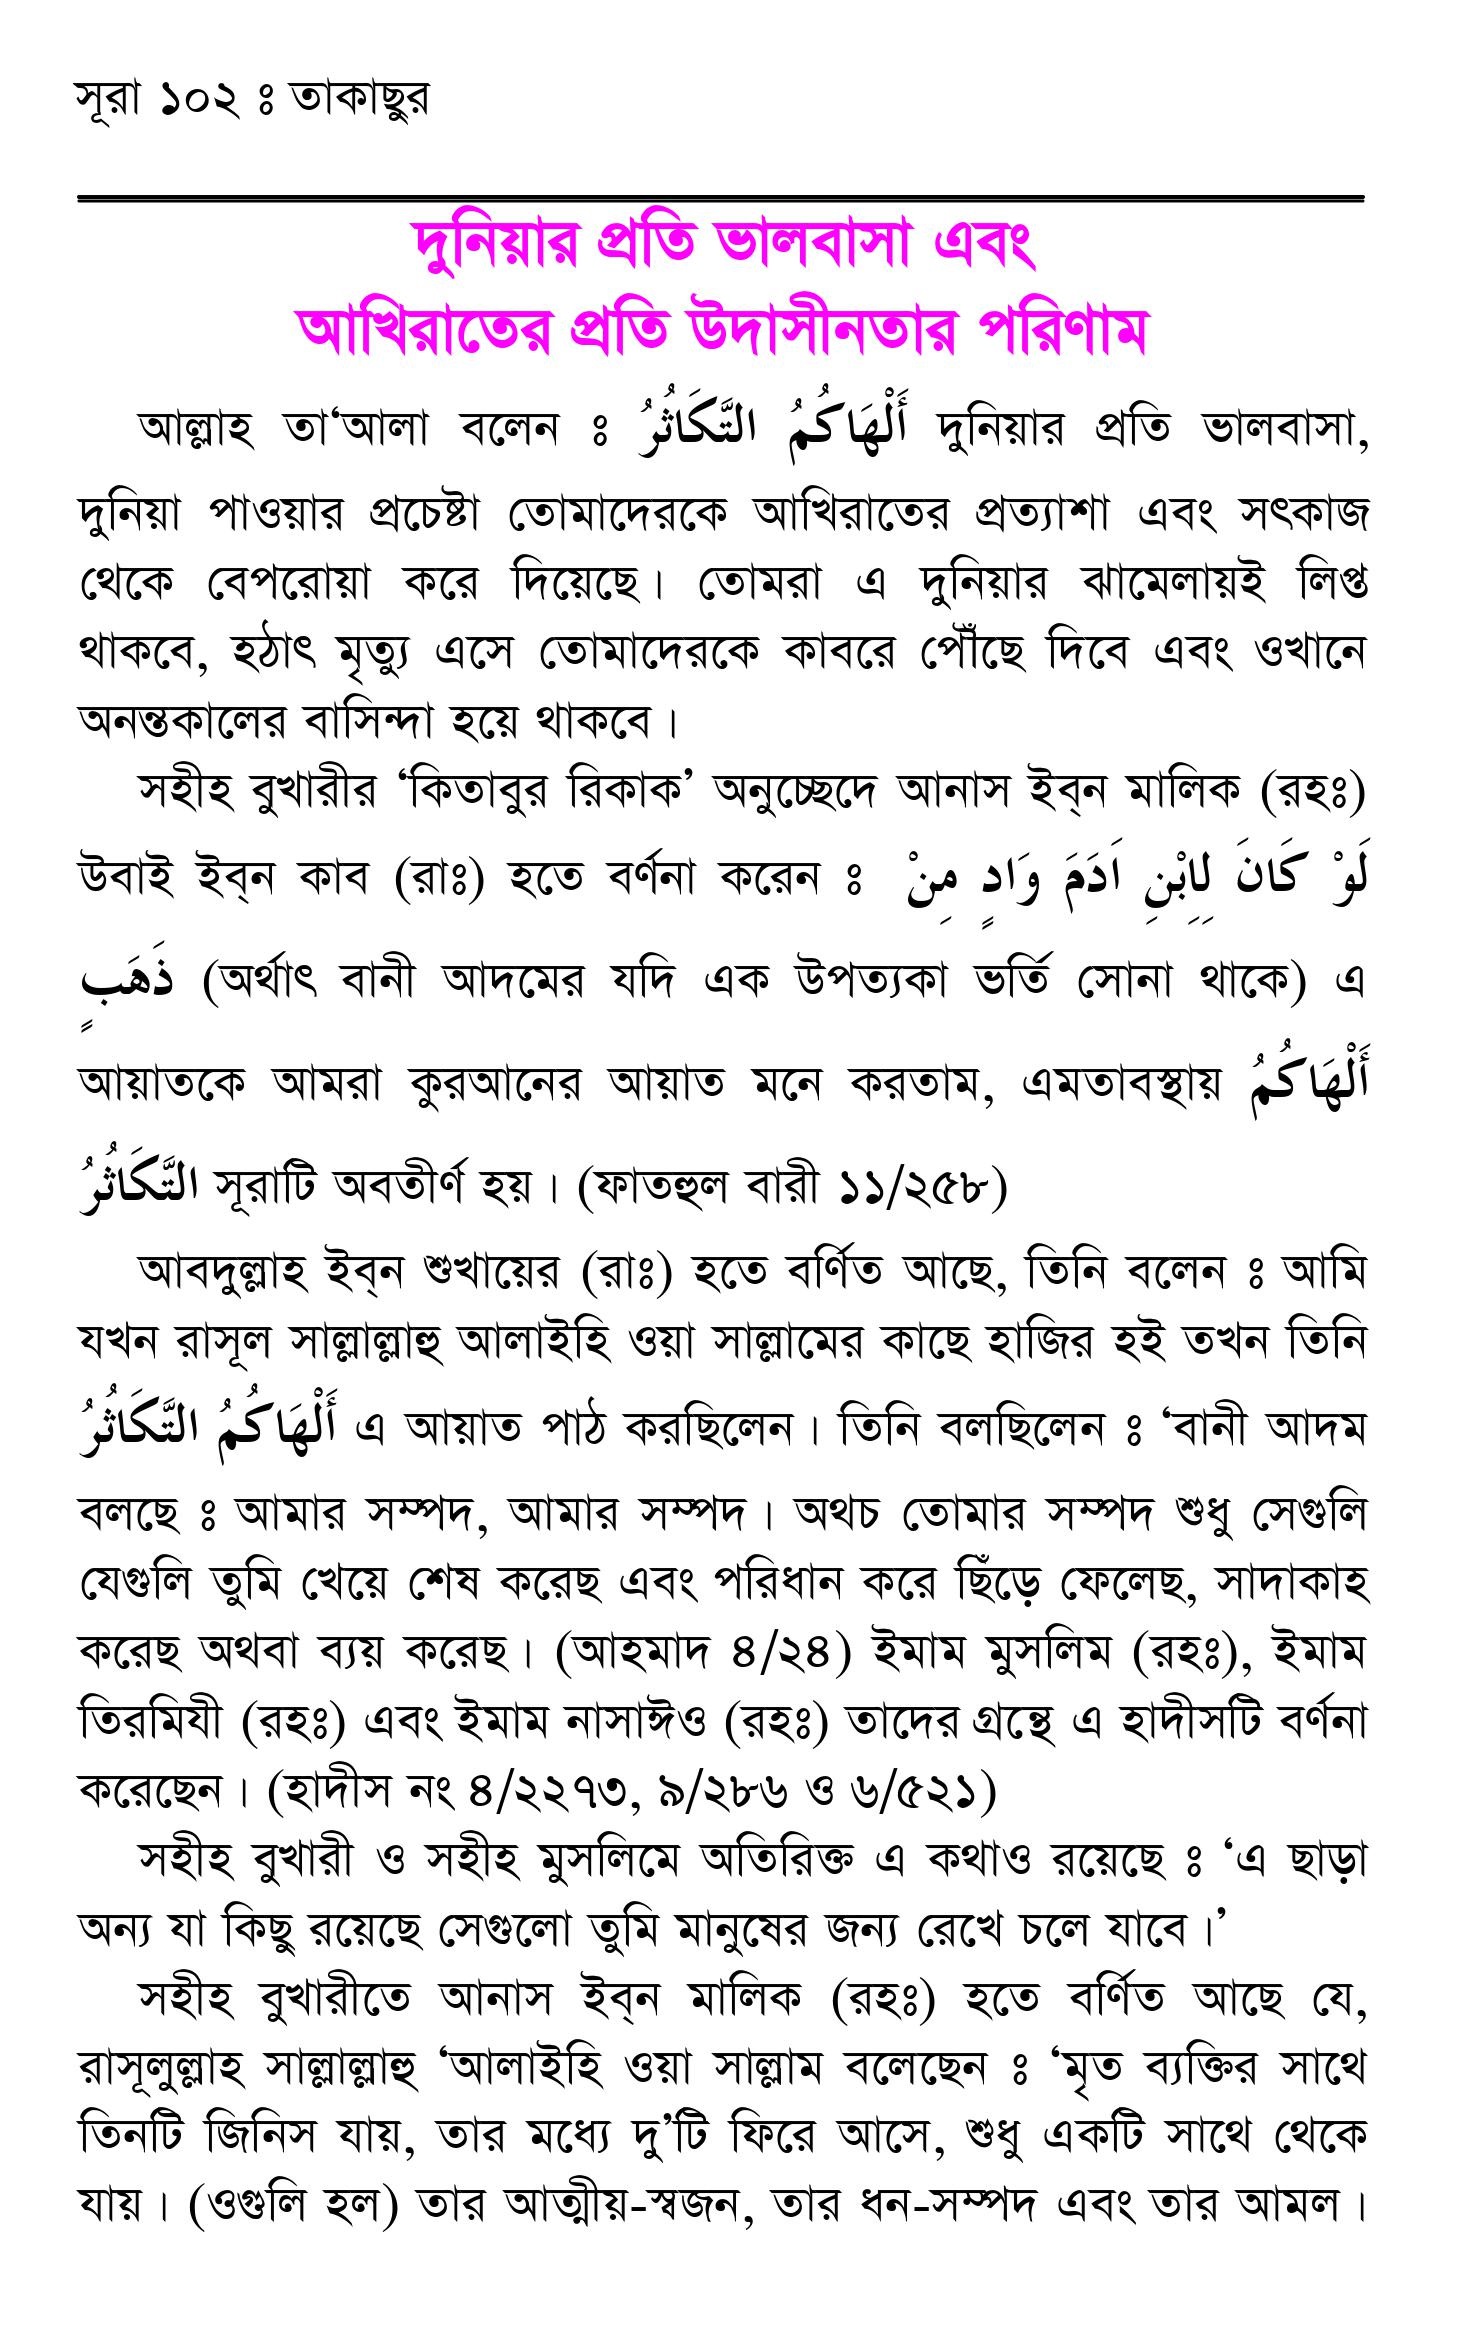 সূরা ১০২ ঃ তাকাছুর
দুনিয়ার প্রতি ভালবাসা এবং
আখিরাতের প্রতি উদাসীনতার পরিণাম
আল্লাহ তা‘আলা বলেন ঃ أَلْهَاكُمُ التَّكَاثُرُ দুনিয়ার প্রতি ভালবাসা,
দুনিয়া পাওয়ার প্রচেষ্টা তোমাদেরকে আখিরাতের প্রত্যাশা এবং সৎকাজ
থেকে বেপরোয়া করে দিয়েছে। তোমরা এ দুনিয়ার ঝামেলায়ই লিপ্ত
থাকবে, হঠাৎ মৃত্যু এসে তোমাদেরকে কাবরে পৌঁছে দিবে এবং ওখানে
অনন্তকালের বাসিন্দা হয়ে থাকবে।
সহীহ বুখারীর ‘কিতাবুর রিকাক’ অনুচ্ছেদে আনাস ইব্‌ন মালিক (রহঃ)
উবাই ইব্‌ন কাব (রাঃ) হতে বর্ণনা করেন ঃ لَوْ كَانَ لِاِبْنِ اَدَمَ وَادٍ مِنْ
ذَهَبٍ (অর্থাৎ বানী আদমের যদি এক উপত্যকা ভর্তি সোনা থাকে) এ
আয়াতকে আমরা কুরআনের আয়াত মনে করতাম, এমতাবস্থায় أَلْهَاكُمُ
التَّكَاثُرُ সূরাটি অবতীর্ণ হয়। (ফাতহুল বারী ১১/২৫৮)
আবদুল্লাহ ইব্‌ন শুখায়ের (রাঃ) হতে বর্ণিত আছে, তিনি বলেন ঃ আমি
যখন রাসূল সাল্লাল্লাহু আলাইহি ওয়া সাল্লামের কাছে হাজির হই তখন তিনি
أَلْهَاكُمُ التَّكَاثُرُ এ আয়াত পাঠ করছিলেন। তিনি বলছিলেন ঃ ‘বানী আদম
বলছে ঃ আমার সম্পদ, আমার সম্পদ। অথচ তোমার সম্পদ শুধু সেগুলি
যেগুলি তুমি খেয়ে শেষ করেছ এবং পরিধান করে ছিঁড়ে ফেলেছ, সাদাকাহ
করেছ অথবা ব্যয় করেছ। (আহমাদ ৪/২৪) ইমাম মুসলিম (রহঃ), ইমাম
তিরমিযী (রহঃ) এবং ইমাম নাসাঈও (রহঃ) তাদের গ্রন্থে এ হাদীসটি বর্ণনা
করেছেন। (হাদীস নং ৪/২২৭৩, ৯/২৮৬ ও ৬/৫২১)
সহীহ বুখারী ও সহীহ মুসলিমে অতিরিক্ত এ কথাও রয়েছে ঃ ‘এ ছাড়া
অন্য যা কিছু রয়েছে সেগুলো তুমি মানুষের জন্য রেখে চলে যাবে।’
সহীহ বুখারীতে আনাস ইব্‌ন মালিক (রহঃ) হতে বর্ণিত আছে যে,
রাসূলুল্লাহ সাল্লাল্লাহু ‘আলাইহি ওয়া সাল্লাম বলেছেন ঃ ‘মৃত ব্যক্তির সাথে
তিনটি জিনিস যায়, তার মধ্যে দু’টি ফিরে আসে, শুধু একটি সাথে থেকে
যায়। (ওগুলি হল) তার আত্মীয়-স্বজন, তার ধন-সম্পদ এবং তার আমল।